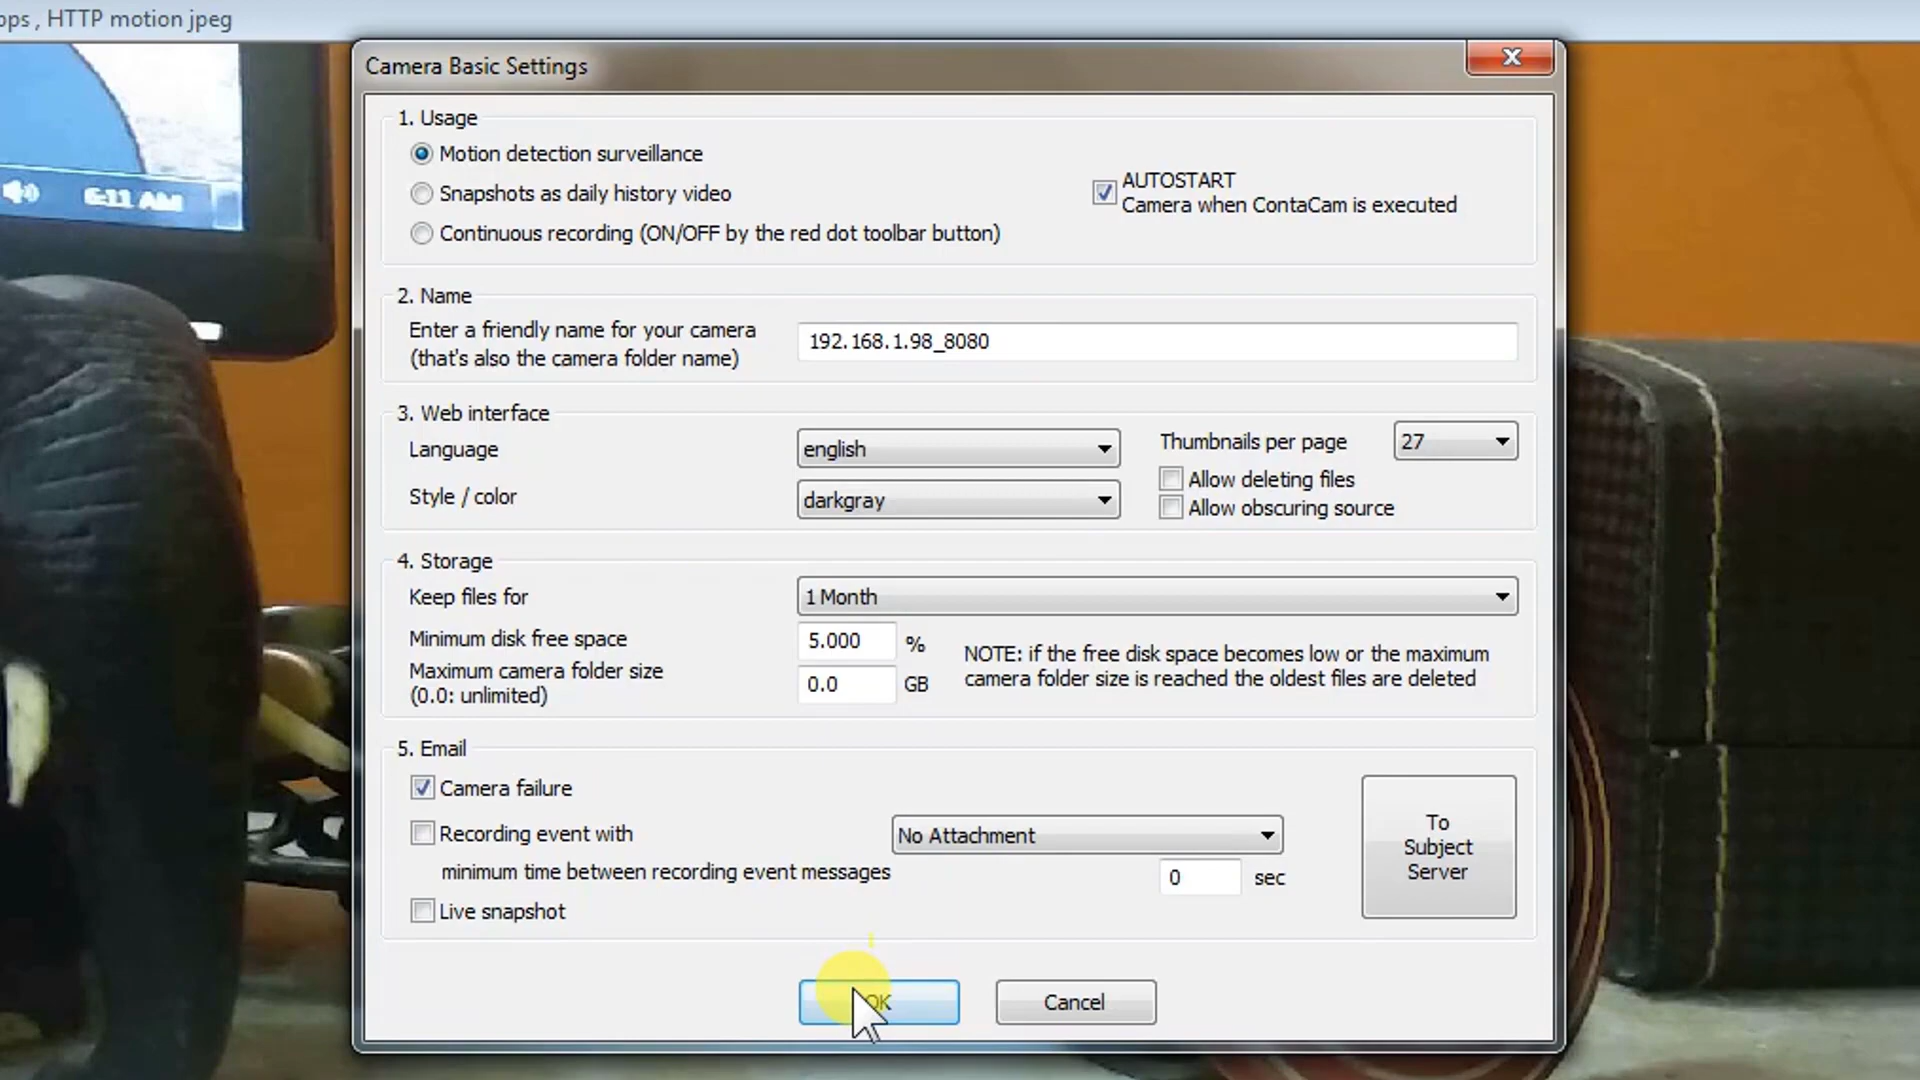 ops , HTTP motion jpeg
6:11 AM
Camera Basic Settings
1. Usage
Motion detection surveillance
Snapshots as daily history video
Continuous recording (ON/OFF by the red dot toolbar button)
AUTOSTART
Camera when ContaCam is executed
2. Name
Enter a friendly name for your camera
(that's also the camera folder name)
192.168.1.98_8080
3. Web interface
Language
english
Style / color
darkgray
Thumbnails per page
27
Allow deleting files
Allow obscuring source
4. Storage
Keep files for
1 Month
Minimum disk free space
5.000
%
Maximum camera folder size
(0.0: unlimited)
0.0
GB
NOTE: if the free disk space becomes low or the maximum
camera folder size is reached the oldest files are deleted
5. Email
Camera failure
Recording event with
No Attachment
minimum time between recording event messages
0
sec
Live snapshot
To
Subject
Server
OK
Cancel